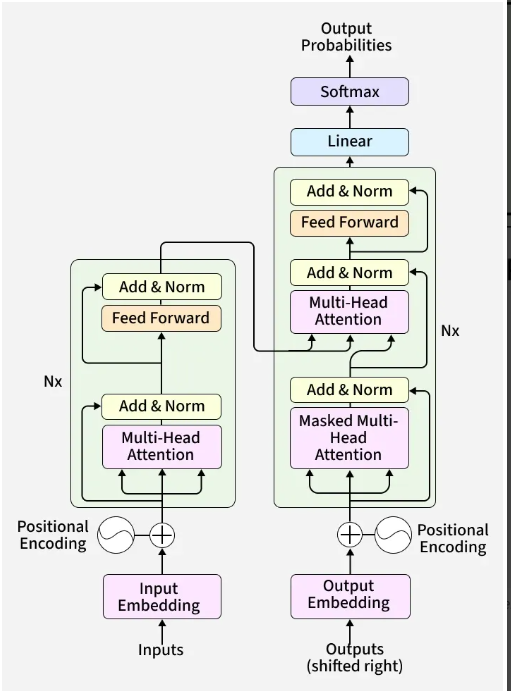 Output
Probabilities
Softmax
Linear
Add & Norm
Feed Forward
Add & Norm
Multi-Head
Attention
Nx
Add & Norm
Masked Multi-
Head
Attention
Positional
Encoding
Output
Embedding
Outputs
(shifted right)
Add & Norm
Feed Forward
Nx
Add & Norm
Multi-Head
Attention
Positional
Encoding
Input
Embedding
Inputs